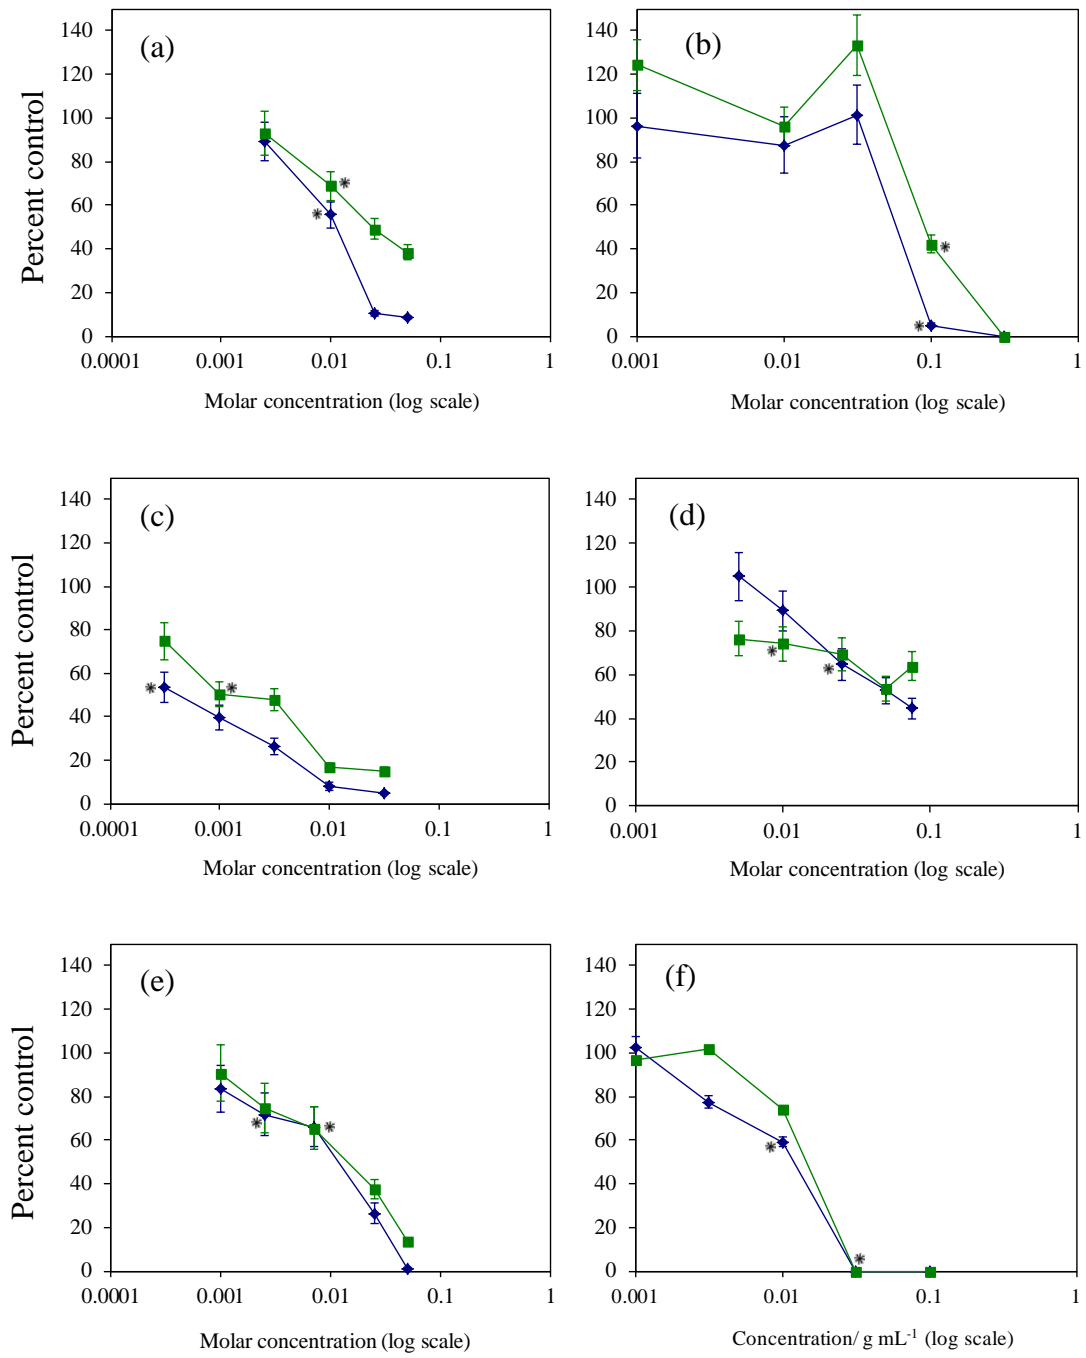 (a)
140
120
100
80
60
40
20
0
0.0001 0.001 0.01 0.1 1
Percent control
Molar concentration (log scale)
(b)
140
120
100
80
60
40
20
0
0.001 0.01 0.1 1
Molar concentration (log scale)
(c)
140
120
100
80
60
40
20
0
0.0001 0.001 0.01 0.1 1
Percent control
Molar concentration (log scale)
(d)
140
120
100
80
60
40
20
0
0.001 0.01 0.1 1
Molar concentration (log scale)
(e)
140
120
100
80
60
40
20
0
0.0001 0.001 0.01 0.1 1
Percent control
Molar concentration (log scale)
(f)
140
120
100
80
60
40
20
0
0.001 0.01 0.1 1
Concentration/ g mL⁻¹ (log scale)